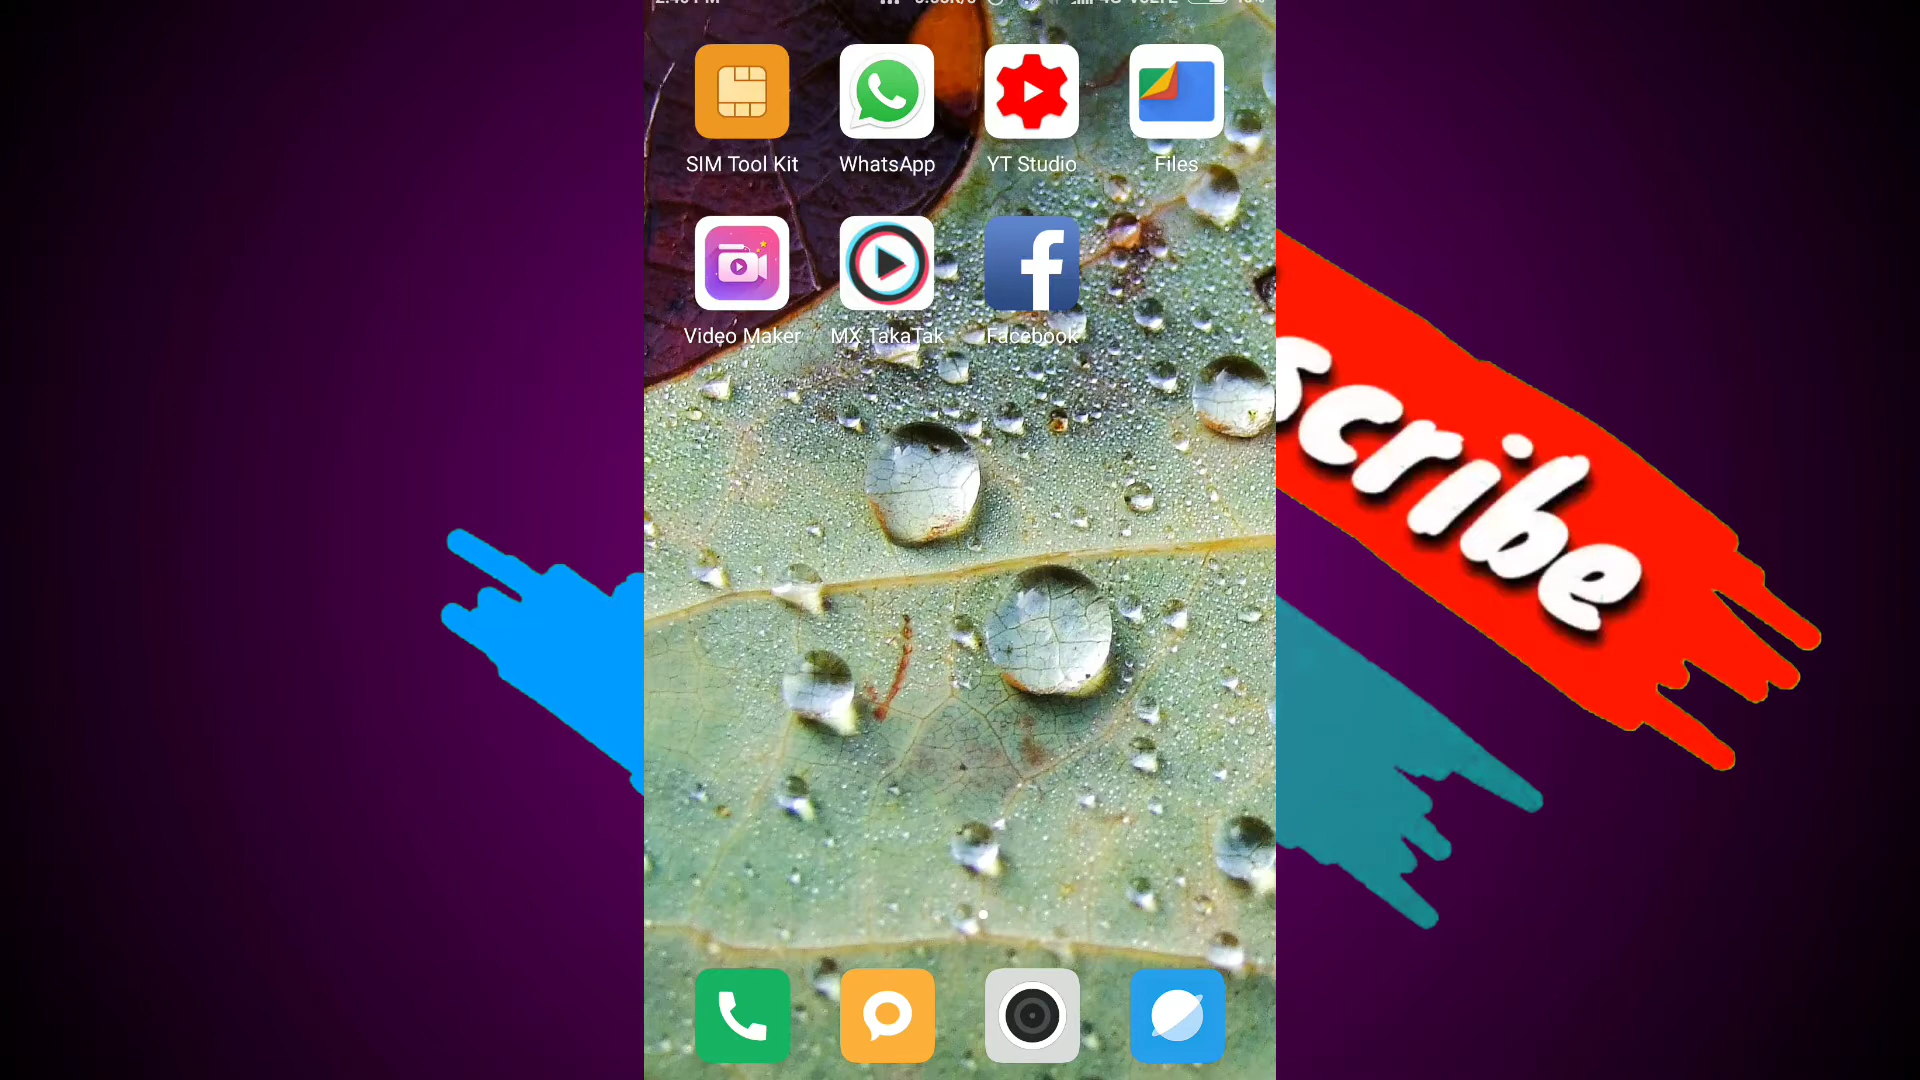 SIM Tool Kit
WhatsApp
YT Studio
Files
Video Maker
MX TakaTak
Facebook
scribe